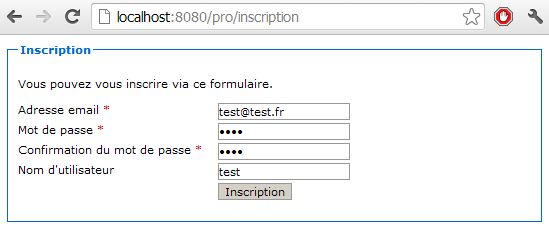 localhost:8080/pro/inscription
Inscription
Vous pouvez vous inscrire via ce formulaire.
Adresse email * test@test.fr
Mot de passe * ••••
Confirmation du mot de passe * ••••
Nom d'utilisateur test
Inscription